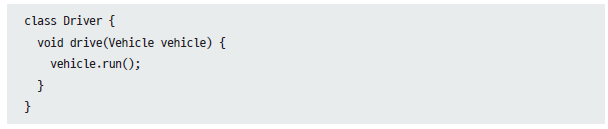 class Driver {
  void drive(Vehicle vehicle) {
    vehicle.run();
  }
}